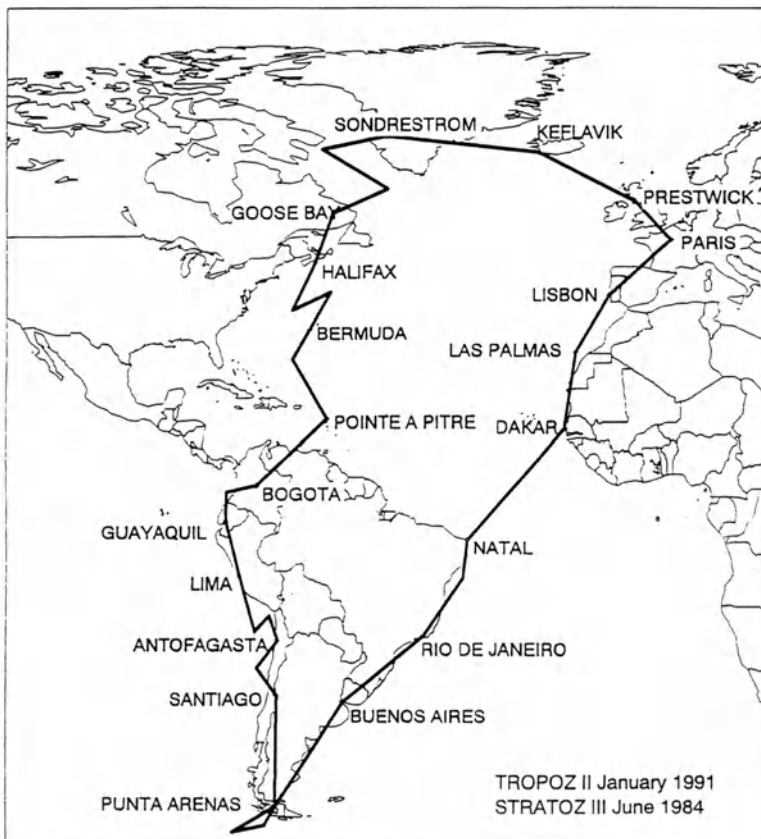 SONDRESTROM
KEFLAVIK
PRESTWICK
GOOSE BAY
PARIS
HALIFAX
LISBON
BERMUDA
LAS PALMAS
POINTE A PITRE
DAKAR
BOGOTA
GUAYAQUIL
NATAL
LIMA
ANTOFAGASTA
RIO DE JANEIRO
SANTIAGO
BUENOS AIRES
TROPOZ II January 1991
PUNTA ARENAS
STRATOZ III June 1984